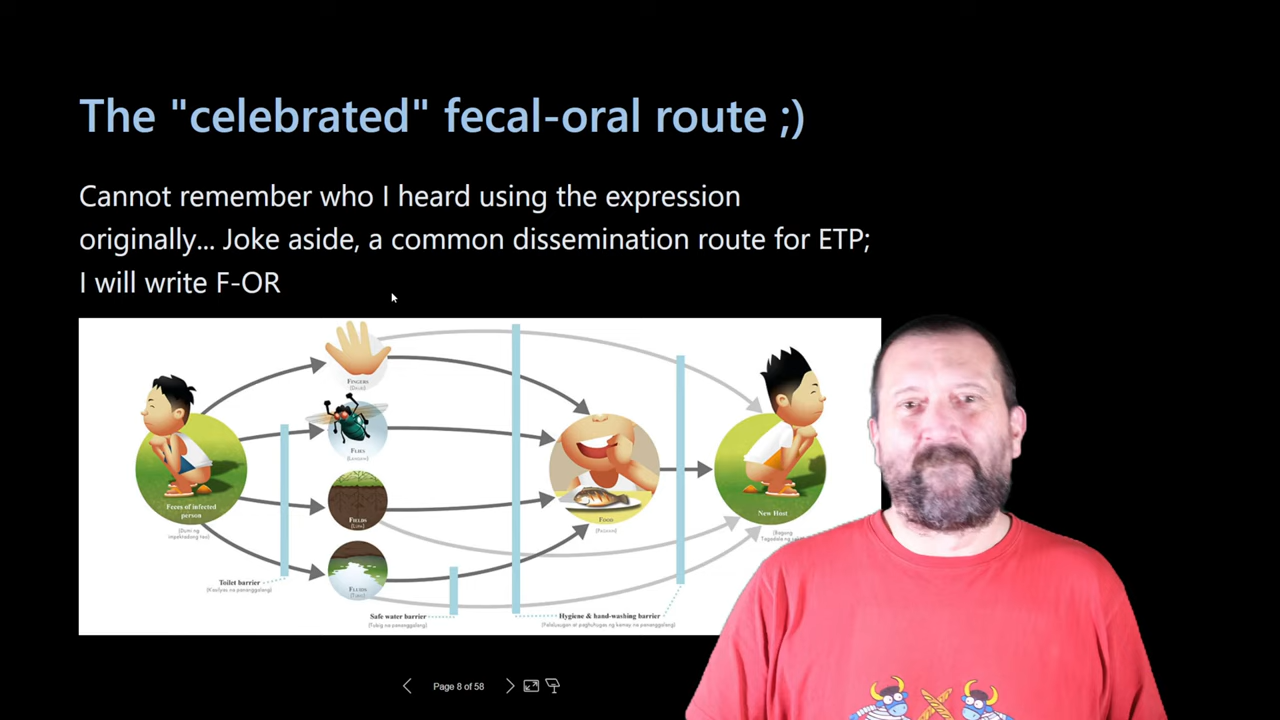 The "celebrated" fecal-oral route ;)
Cannot remember who I heard using the expression
originally... Joke aside, a common dissemination route for ETP;
I will write F-OR
FINGERS
FLIES
FIELDS
FLUIDS
Feces of infected
person
FOOD
New Host
Toilet barrier
Safe water barrier
Hygiene & hand-washing barrier
Page 8 of 58